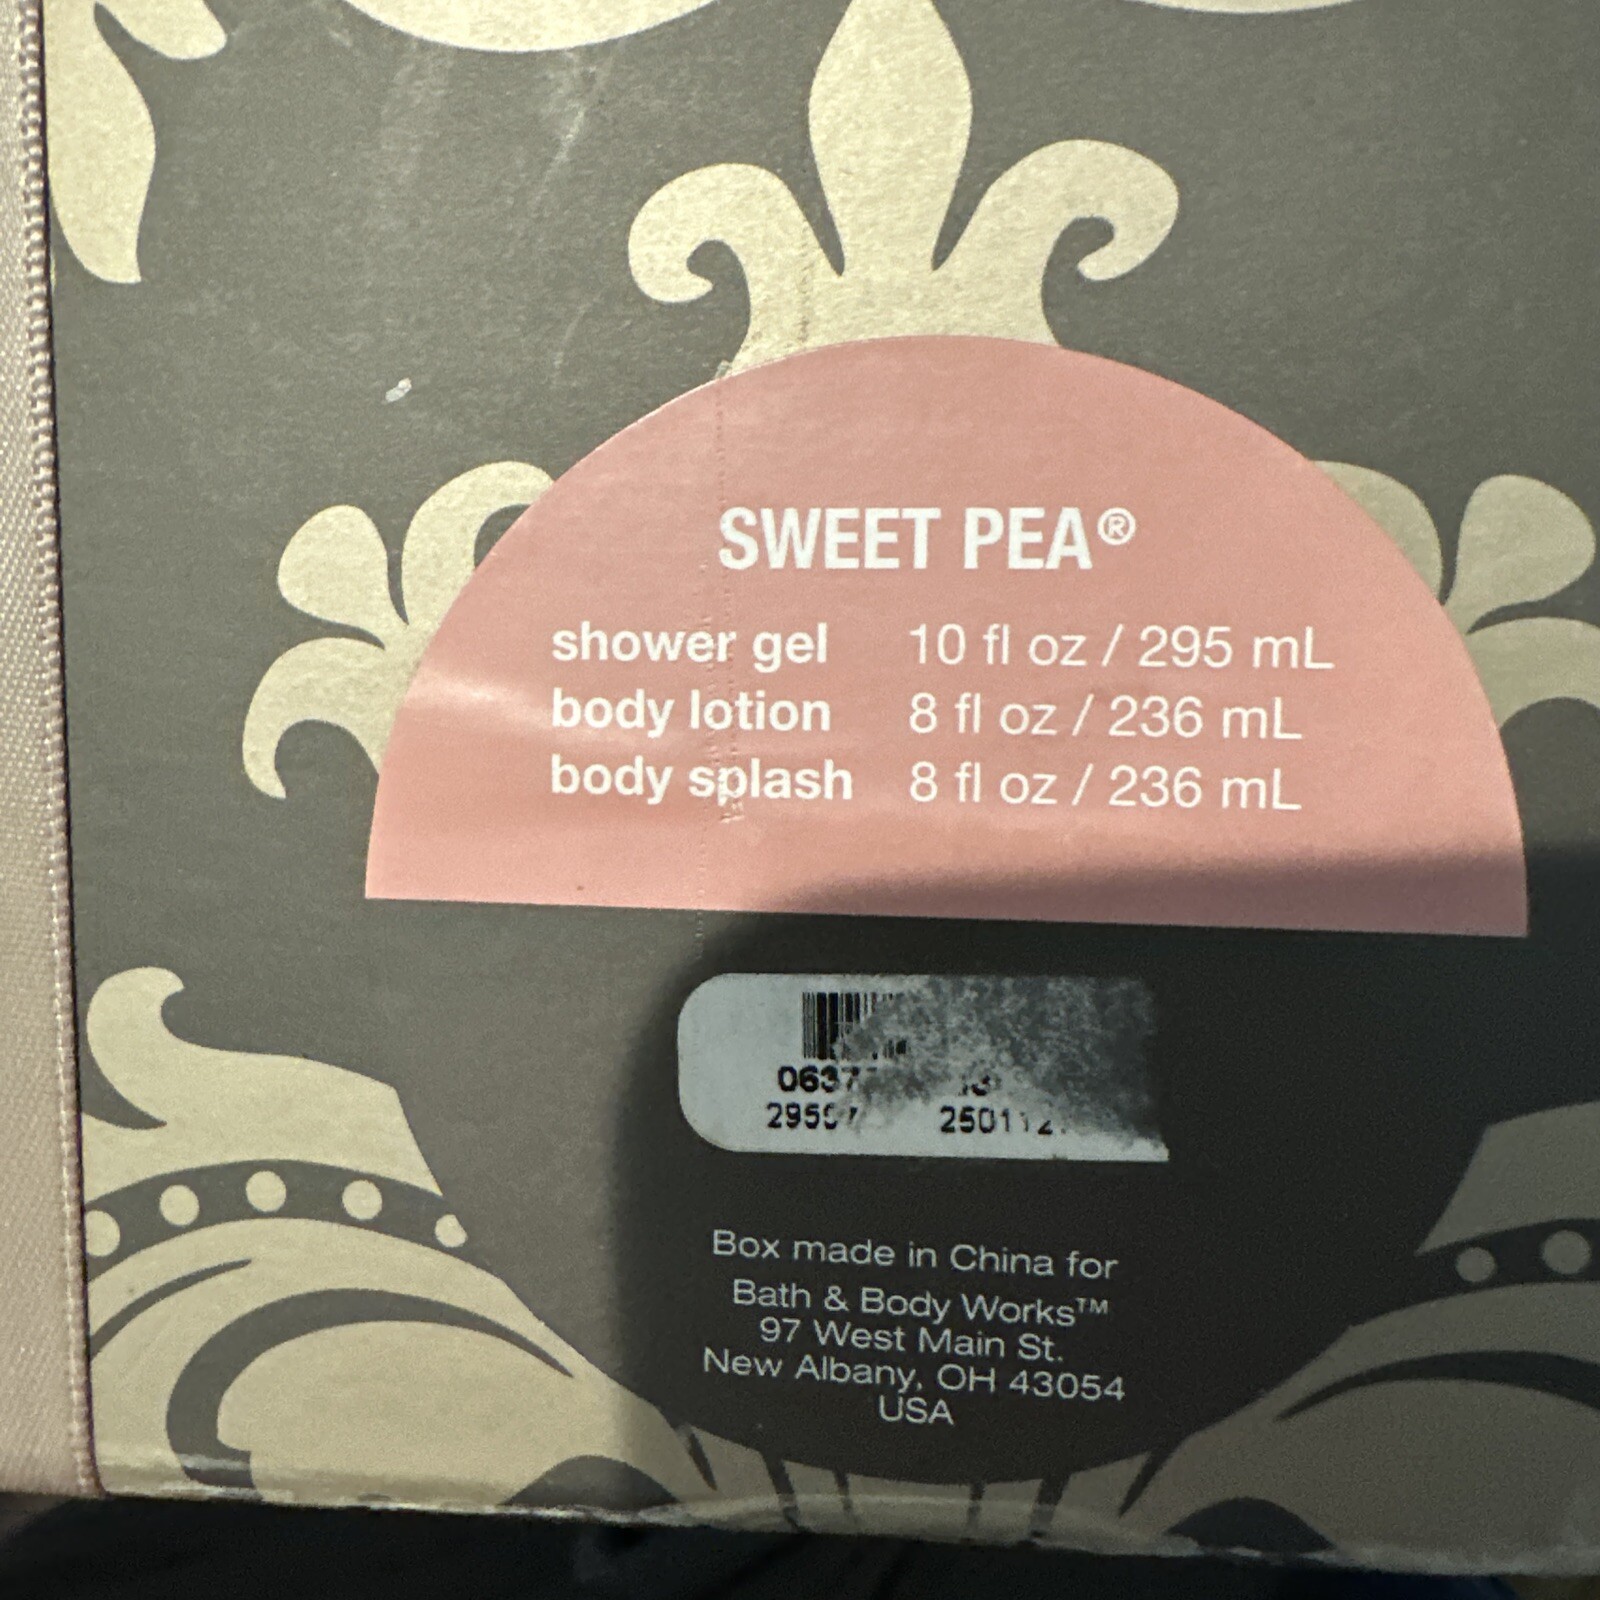 SWEET PEA®
shower gel 10 fl oz / 295 mL
body lotion 8 fl oz / 236 mL
body splash 8 fl oz / 236 mL
Box made in China for
Bath & Body Works™
97 West Main St.
New Albany, OH 43054
USA